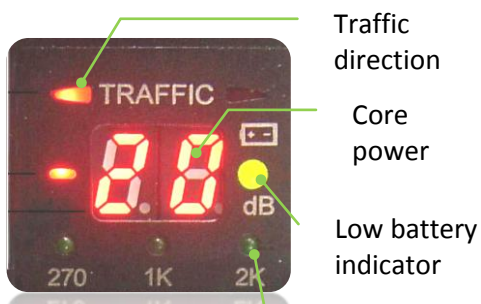 Traffic
direction
TRAFFIC
Core
power
+ -
dB
Low battery
indicator
270 1K 2K